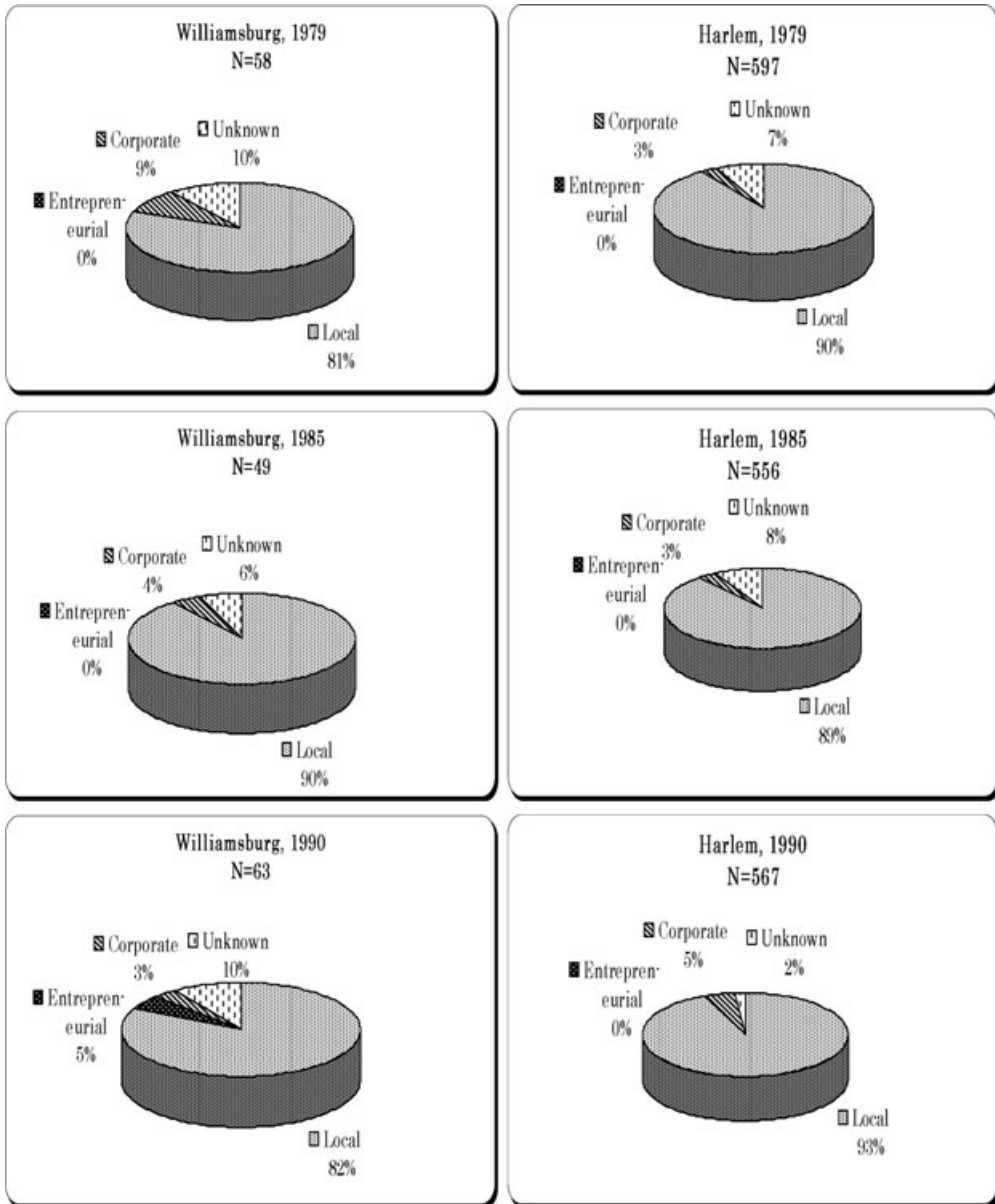 Williamsburg, 1979
N=58
Corporate
9%
Unknown
10%
Entrepren-
eurial
0%
Local
81%
Harlem, 1979
N=597
Corporate
3%
Unknown
7%
Entrepren-
eurial
0%
Local
90%
Williamsburg, 1985
N=49
Corporate
4%
Unknown
6%
Entrepren-
eurial
0%
Local
90%
Harlem, 1985
N=556
Corporate
3%
Unknown
8%
Entrepren-
eurial
0%
Local
89%
Williamsburg, 1990
N=63
Corporate
3%
Unknown
10%
Entrepren-
eurial
5%
Local
82%
Harlem, 1990
N=567
Corporate
5%
Unknown
2%
Entrepren-
eurial
0%
Local
93%